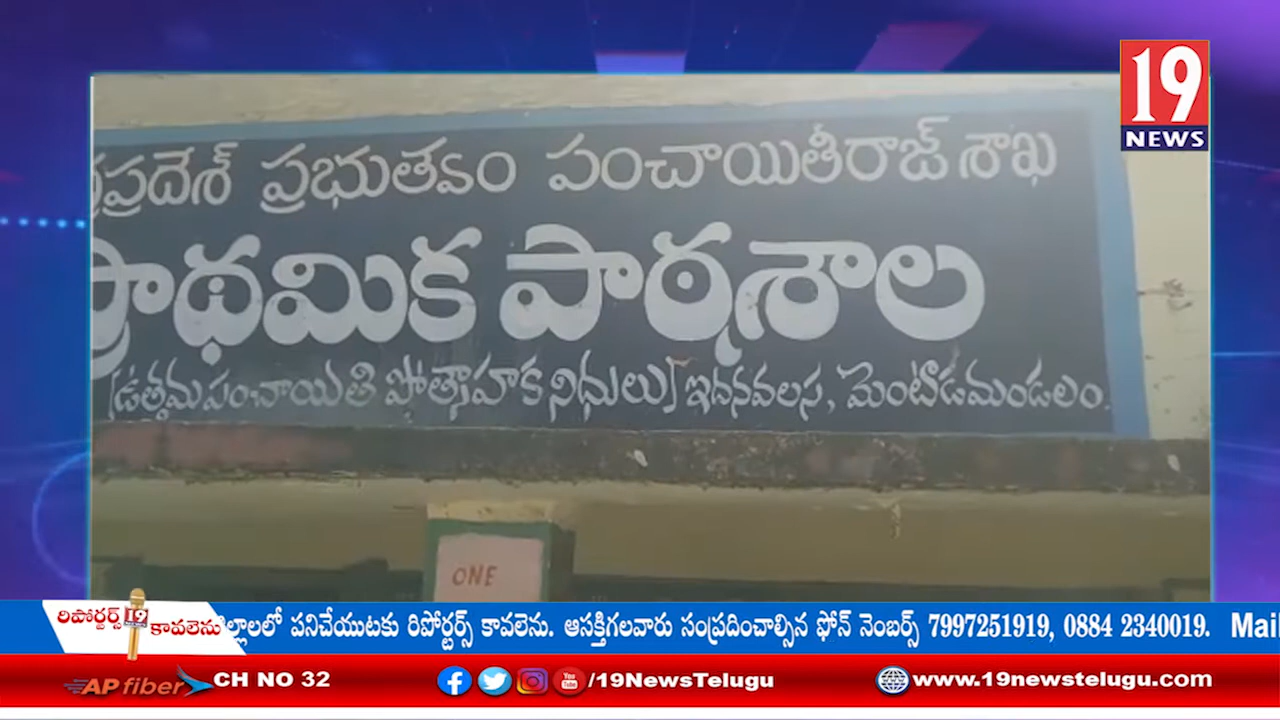 19
NEWS
ప్రదేశ్ ప్రభుతవం పంచాయితీరాజ్ శాఖ
ప్రాథమిక పాఠశాల
(ఉత్తమ పంచాయితి పోత్సాహక నిధులు) ఇదనవలస, మెంటాడమండలం.
ONE
రిపోర్టర్స్ 19 కావలెను
ల్లాలలో పనిచేయుటకు రిపోర్టర్స్ కావలెను. ఆసక్తిగలవారు సంప్రదించాల్సిన ఫోన్ నెంబర్స్ 7997251919, 0884 2340019. Mail
AP fiber CH NO 32 /19NewsTelugu www.19newstelugu.com